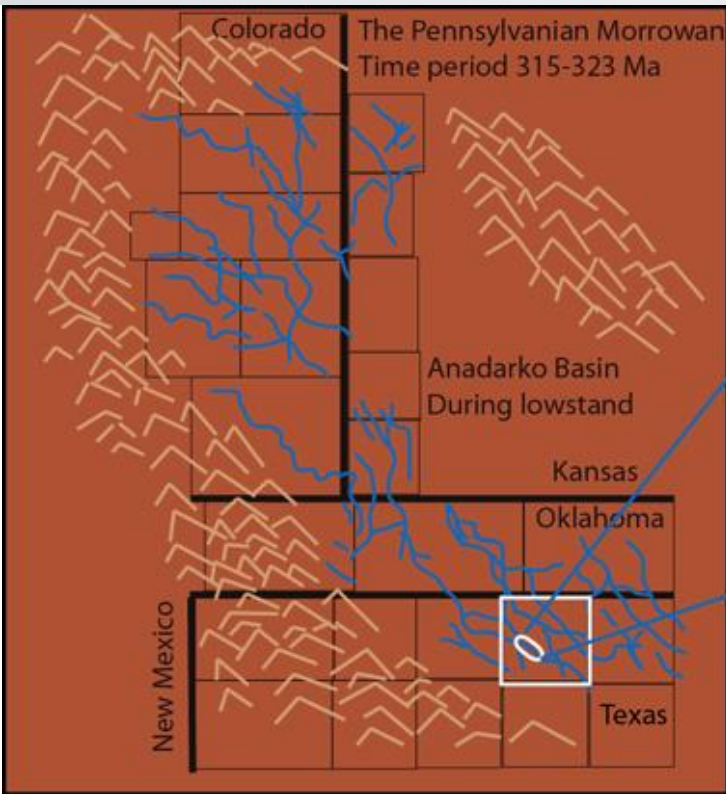 Colorado
The Pennsylvanian Morrowan
Time period 315-323 Ma
Anadarko Basin
During lowstand
Kansas
Oklahoma
New Mexico
Texas